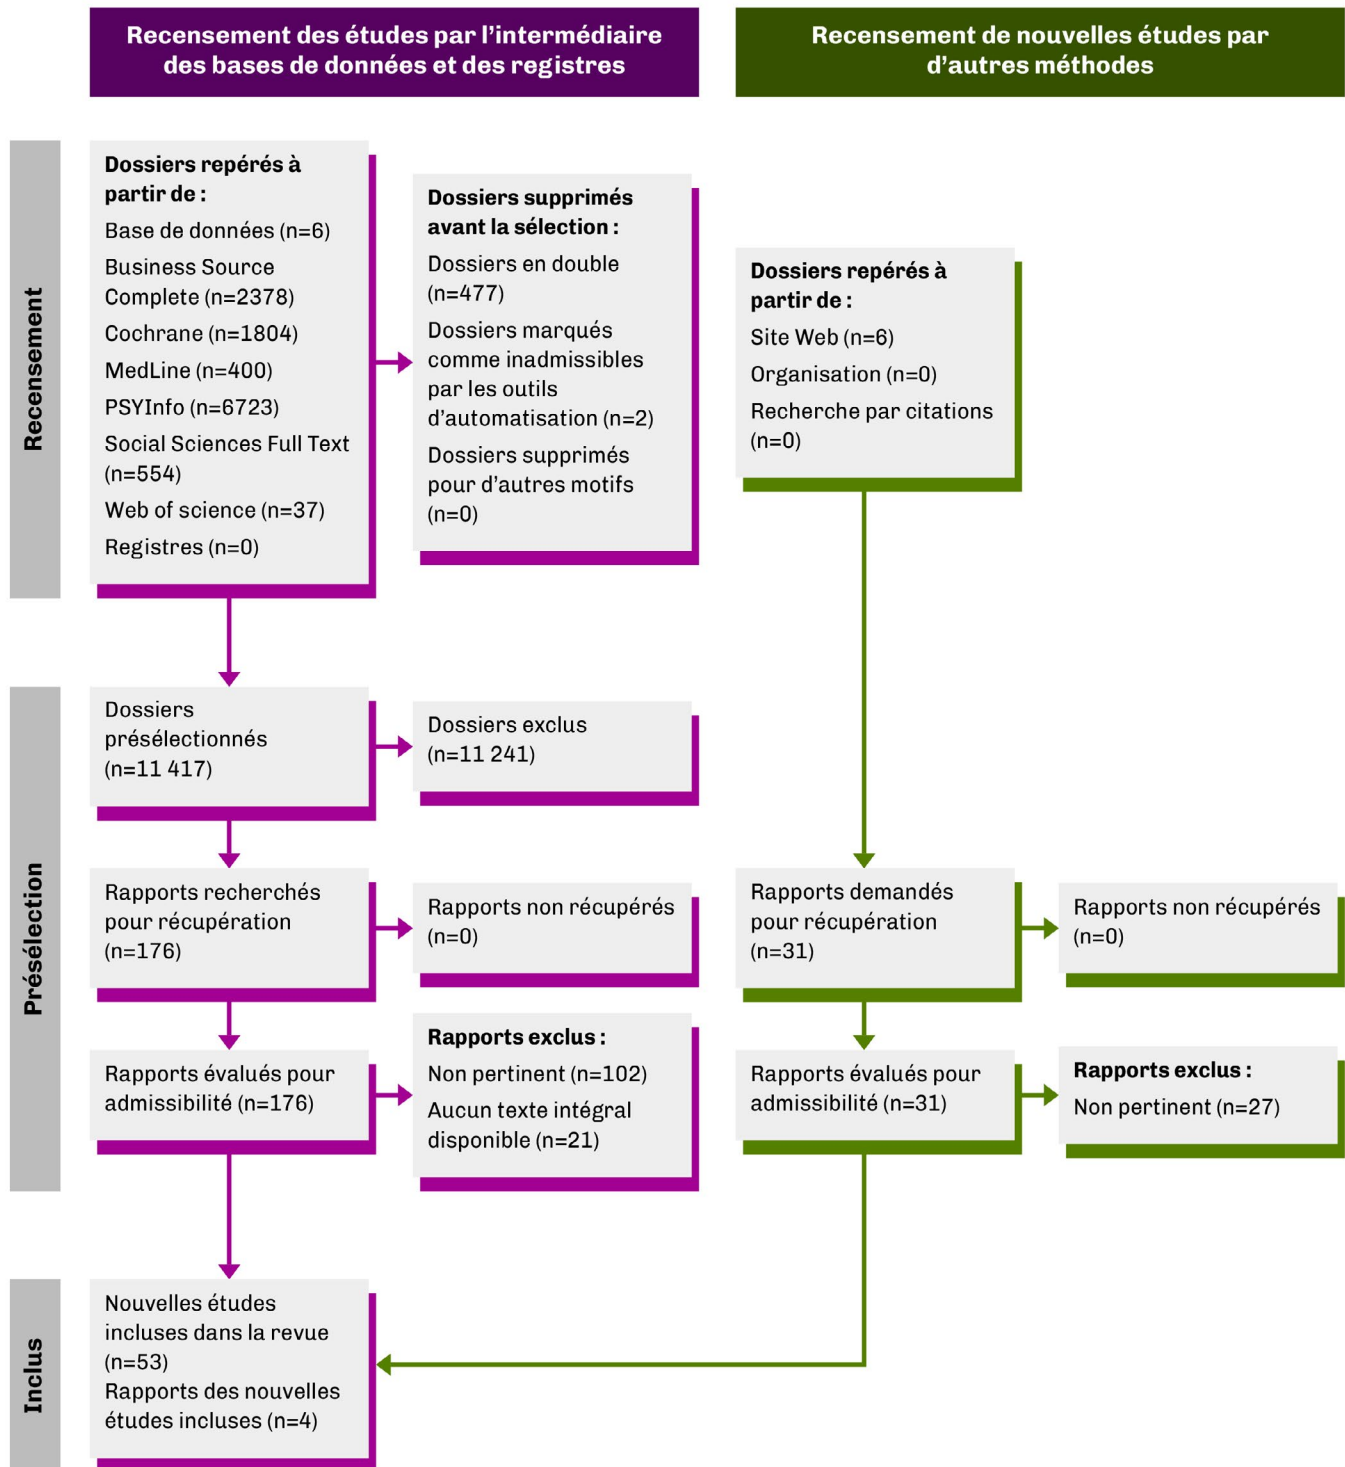 Recensement des études par l’intermédiaire
des bases de données et des registres
Recensement de nouvelles études par
d’autres méthodes
Recensement
Dossiers repérés à
partir de :
Base de données (n=6)
Business Source
Complete (n=2378)
Cochrane (n=1804)
MedLine (n=400)
PSYInfo (n=6723)
Social Sciences Full Text
(n=554)
Web of science (n=37)
Registres (n=0)
Dossiers supprimés
avant la sélection :
Dossiers en double
(n=477)
Dossiers marqués
comme inadmissibles
par les outils
d’automatisation (n=2)
Dossiers supprimés
pour d’autres motifs
(n=0)
Dossiers repérés à
partir de :
Site Web (n=6)
Organisation (n=0)
Recherche par citations
(n=0)
Présélection
Dossiers
présélectionnés
(n=11 417)
Dossiers exclus
(n=11 241)
Rapports recherchés
pour récupération
(n=176)
Rapports non récupérés
(n=0)
Rapports demandés
pour récupération
(n=31)
Rapports non récupérés
(n=0)
Rapports évalués pour
admissibilité (n=176)
Rapports exclus :
Non pertinent (n=102)
Aucun texte intégral
disponible (n=21)
Rapports évalués pour
admissibilité (n=31)
Rapports exclus :
Non pertinent (n=27)
Inclus
Nouvelles études
incluses dans la revue
(n=53)
Rapports des nouvelles
études incluses (n=4)